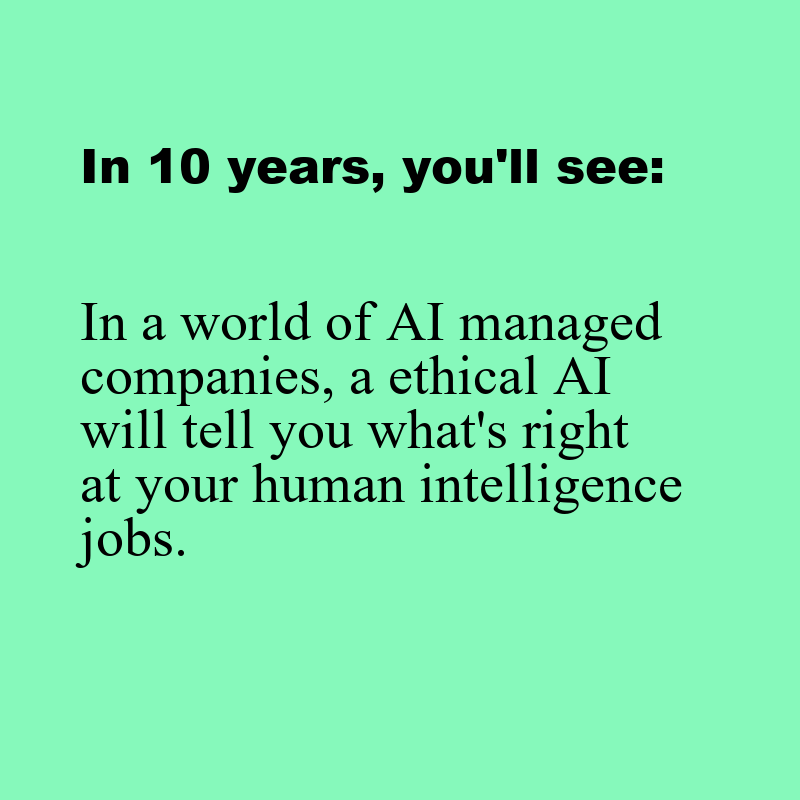 In 10 years, you'll see:
In a world of AI managed
companies, a ethical AI
will tell you what's right
at your human intelligence
jobs.